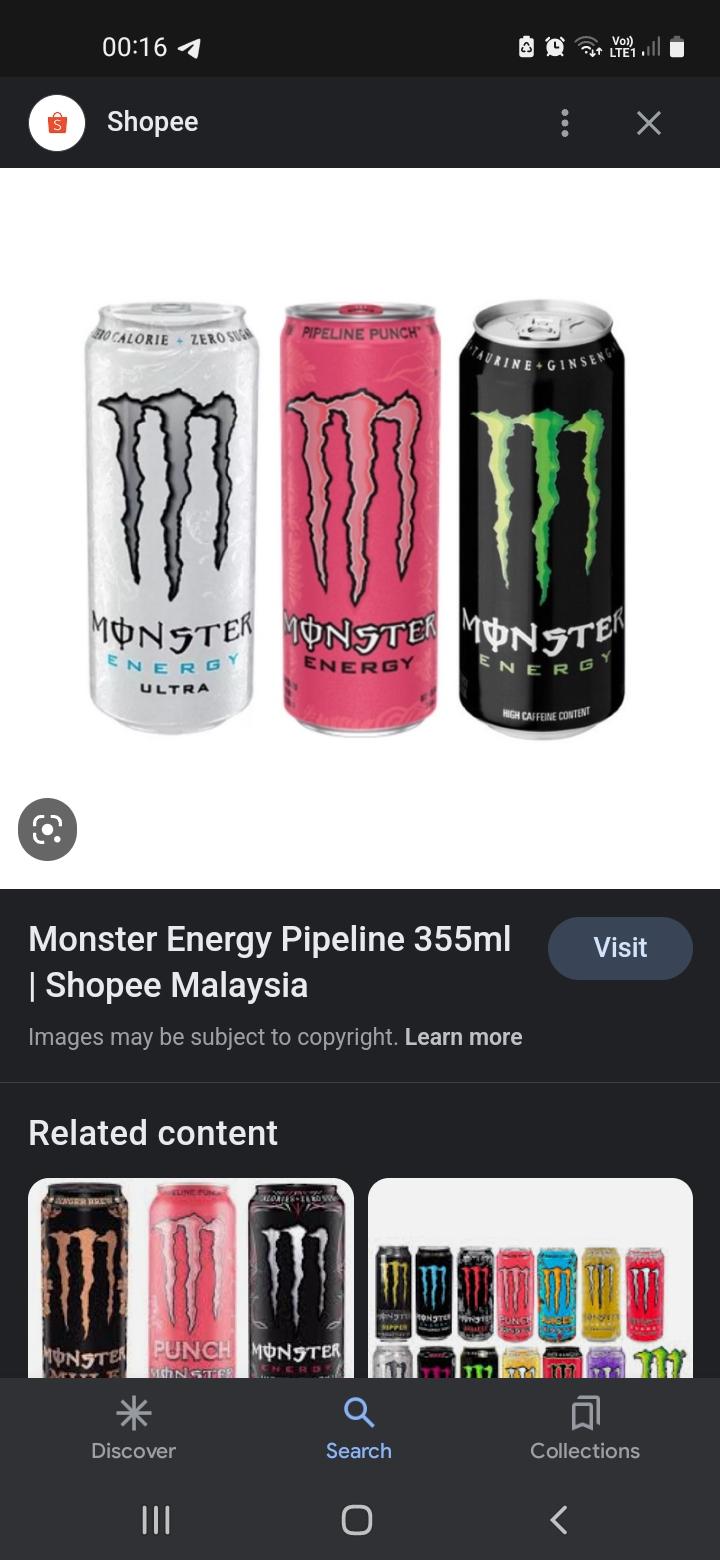 00:16
Vo))
LTE1
Shopee
ZERO CALORIE + ZERO SUGAR
PIPELINE PUNCH
TAURINE+GINSENG
MONSTER
ENERGY
ULTRA
MONSTER
ENERGY
MONSTER
ENERGY
HIGH CAFFEINE CONTENT
Monster Energy Pipeline 355ml
| Shopee Malaysia
Visit
Images may be subject to copyright. Learn more
Related content
PUNCH
MONSTER
MONSTER
MONSTER
ENERGY
Discover
Search
Collections